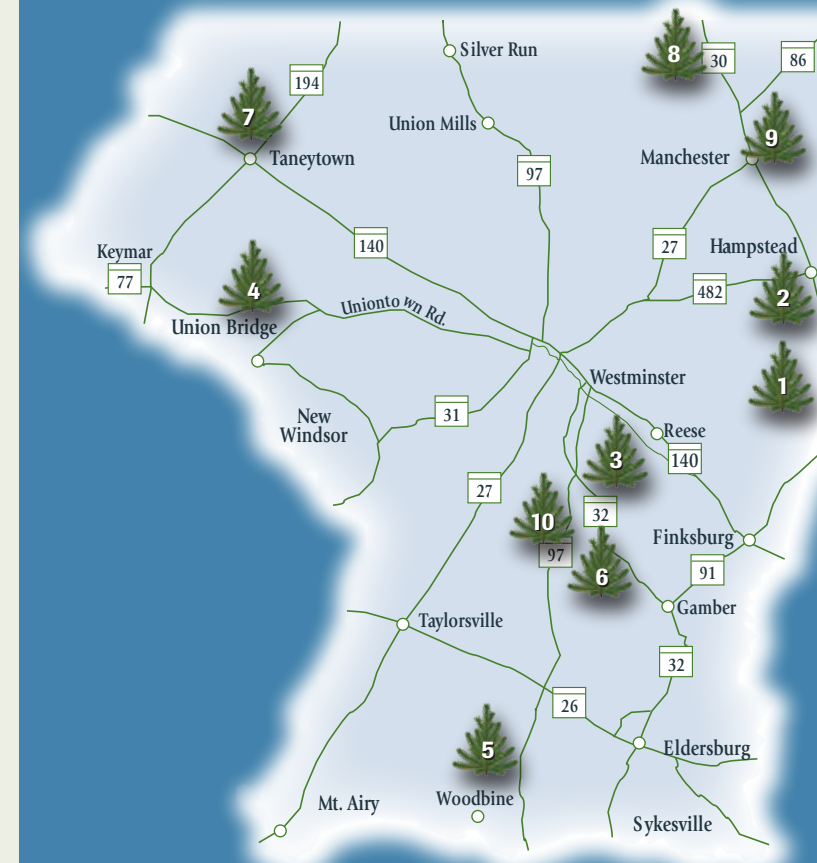 Silver Run
8
30
86
194
7
Union Mills
9
Taneytown
Manchester
97
140
27
Hampstead
Keymar
77
4
482
2
Uniontown Rd.
Union Bridge
1
Westminster
New
Windsor
31
Reese
3
140
27
10
32
Finksburg
97
6
91
Gamber
Taylorsville
32
26
5
Eldersburg
Woodbine
Mt. Airy
Sykesville